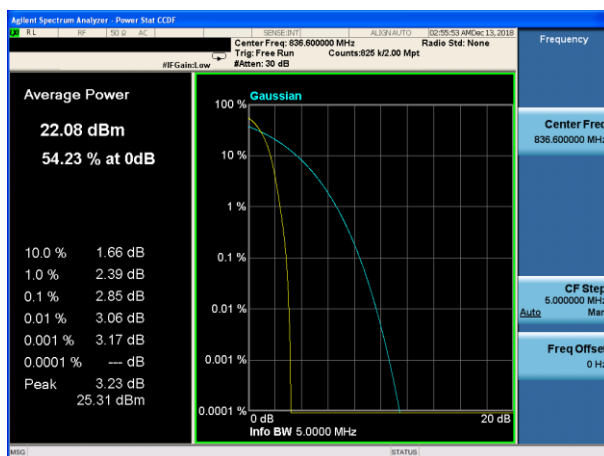 Agilent Spectrum Analyzer - Power Stat CCDF
RL RF 50 Ω AC SENSE:INT ALIGN AUTO 02:55:53 AM Dec 13, 2018
Center Freq: 836.600000 MHz Radio Std: None
Trig: Free Run Counts:825 k/2.00 Mpt
#IFGain:Low #Atten: 30 dB
Frequency
Average Power
22.08 dBm
54.23 % at 0dB
10.0 % 1.66 dB
1.0 % 2.39 dB
0.1 % 2.85 dB
0.01 % 3.06 dB
0.001 % 3.17 dB
0.0001 % --- dB
Peak 3.23 dB
25.31 dBm
Gaussian
100 %
10 %
1 %
0.1 %
0.01 %
0.001 %
0.0001 %
0 dB 20 dB
Info BW 5.0000 MHz
Center Freq
836.600000 MHz
CF Step
5.000000 MHz
Auto Man
Freq Offset
0 Hz
MSG STATUS